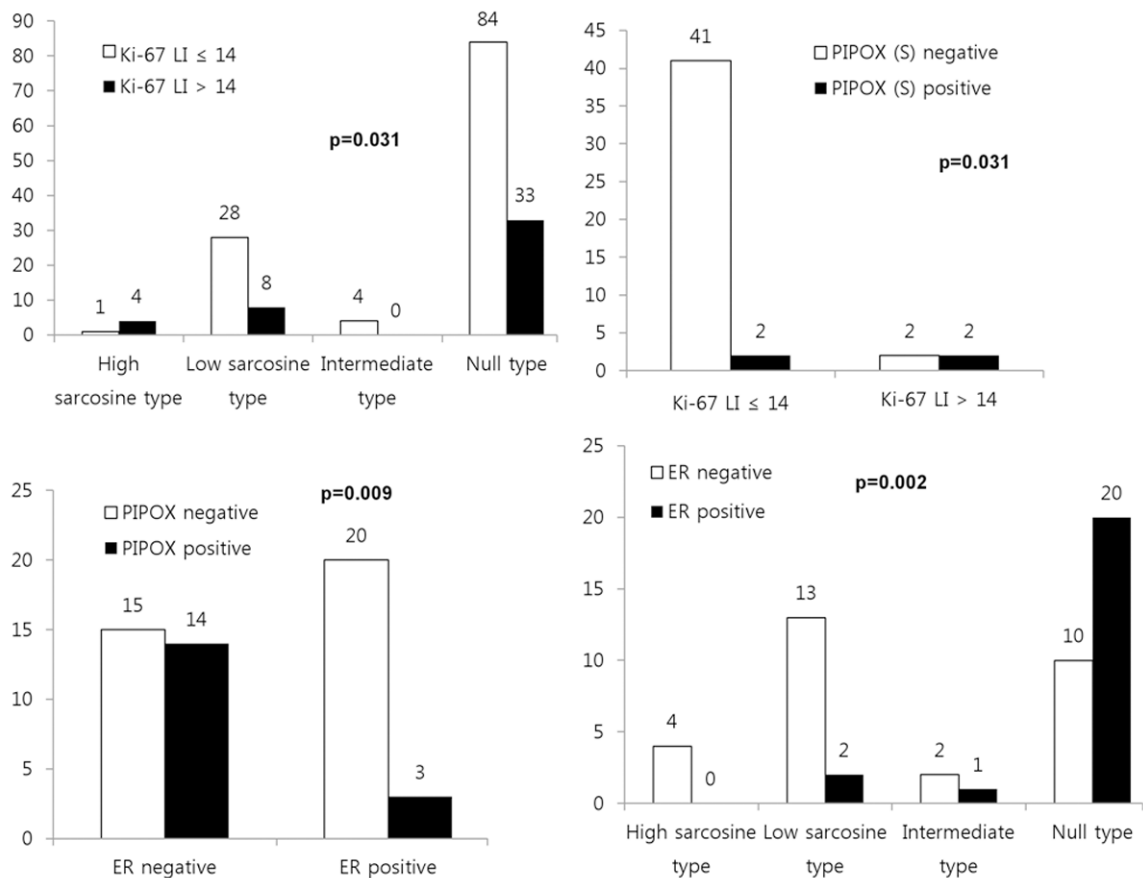 90
80
70
60
50
40
30
20
10
0
Ki-67 LI ≤ 14
Ki-67 LI > 14
p=0.031
1
4
28
8
4
0
84
33
High
sarcosine type
Low sarcosine
type
Intermediate
type
Null type
45
40
35
30
25
20
15
10
5
0
PIPOX (S) negative
PIPOX (S) positive
p=0.031
41
2
2
2
Ki-67 LI ≤ 14
Ki-67 LI > 14
25
20
15
10
5
0
PIPOX negative
PIPOX positive
p=0.009
15
14
20
3
ER negative
ER positive
25
20
15
10
5
0
ER negative
ER positive
p=0.002
4
0
13
2
2
1
10
20
High sarcosine
type
Low sarcosine
type
Intermediate
type
Null type